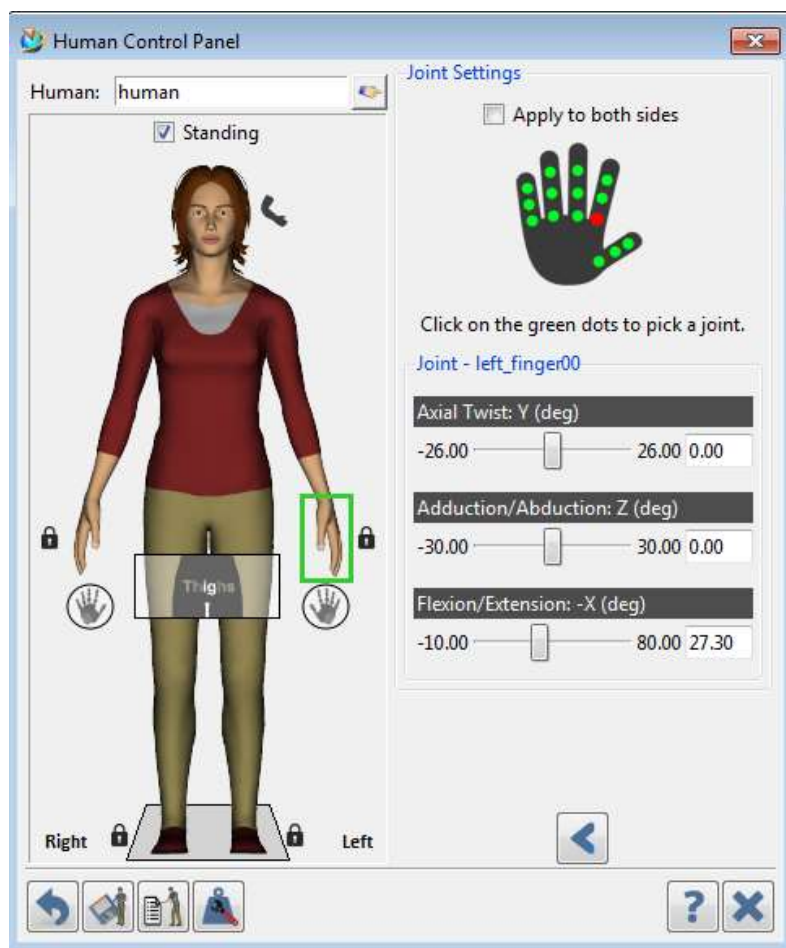 Human Control Panel
Human: human
Standing
Thighs
Right
Left
Joint Settings
Apply to both sides
Click on the green dots to pick a joint.
Joint - left_finger00
Axial Twist: Y (deg)
-26.00 26.00 0.00
Adduction/Abduction: Z (deg)
-30.00 30.00 0.00
Flexion/Extension: -X (deg)
-10.00 80.00 27.30
?